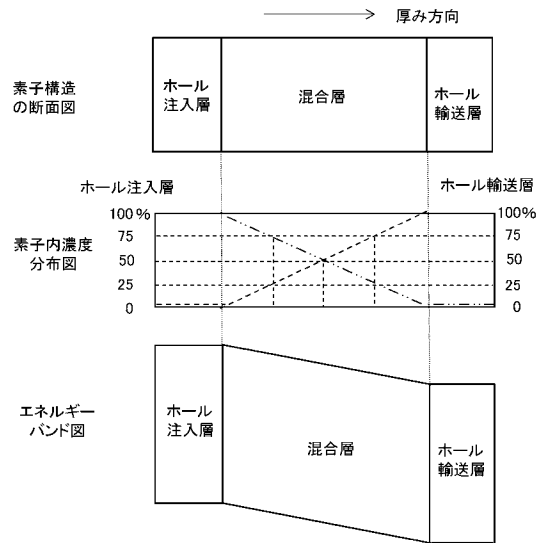 厚み方向
素子構造
の断面図
ホール
注入層
混合層
ホール
輸送層
ホール注入層
ホール輸送層
素子内濃度
分布図
100%
75
50
25
0
100%
75
50
25
0
エネルギー
バンド図
ホール
注入層
混合層
ホール
輸送層